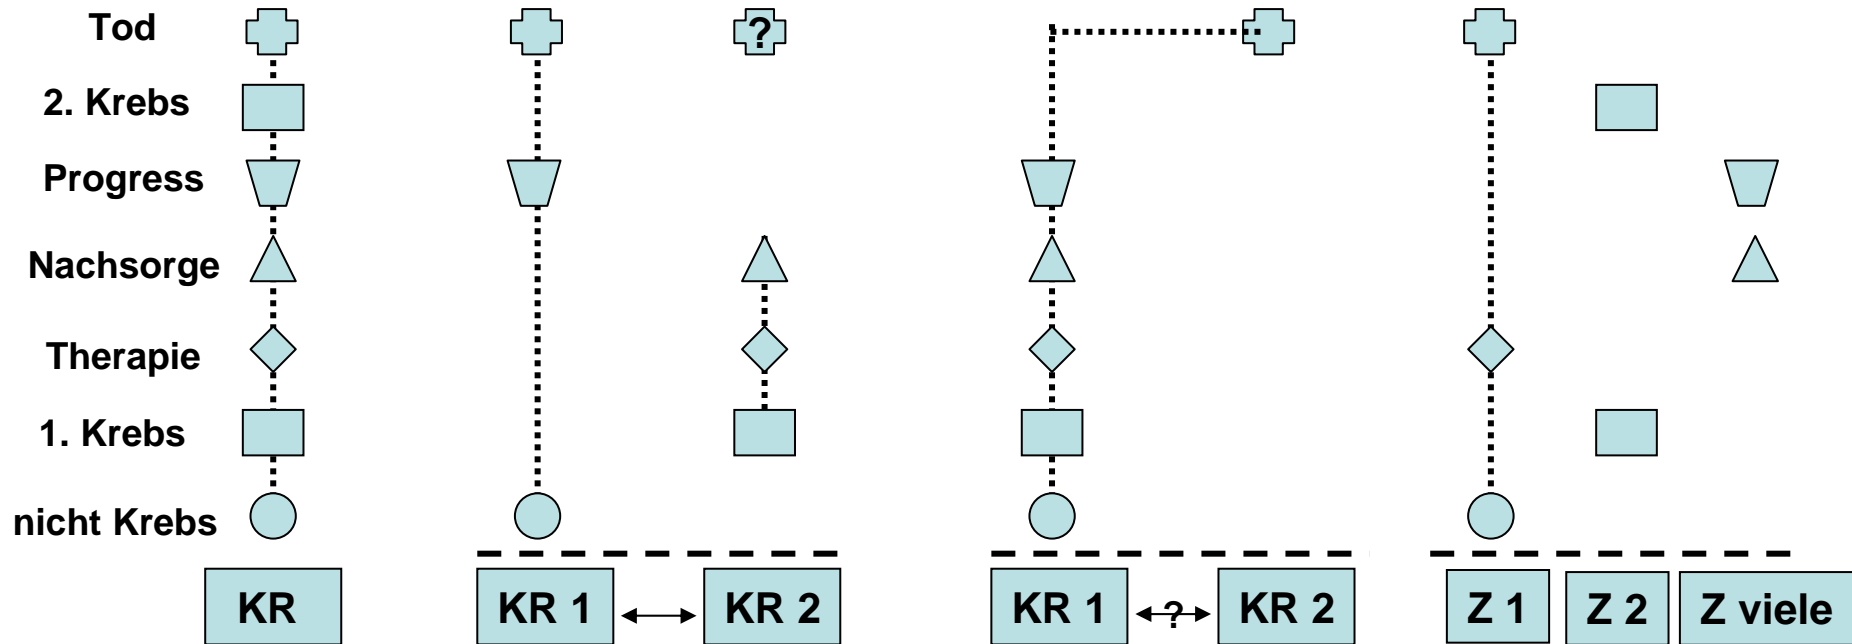 Tod
?
2. Krebs
Progress
Nachsorge
Therapie
1. Krebs
nicht Krebs
KR
KR 1
KR 2
KR 1
?
KR 2
Z 1
Z 2
Z viele